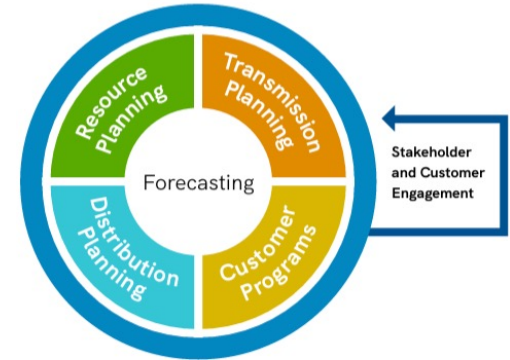 Resource
Planning
Transmission
Planning
Forecasting
Stakeholder
and Customer
Engagement
Distribution
Planning
Customer
Programs